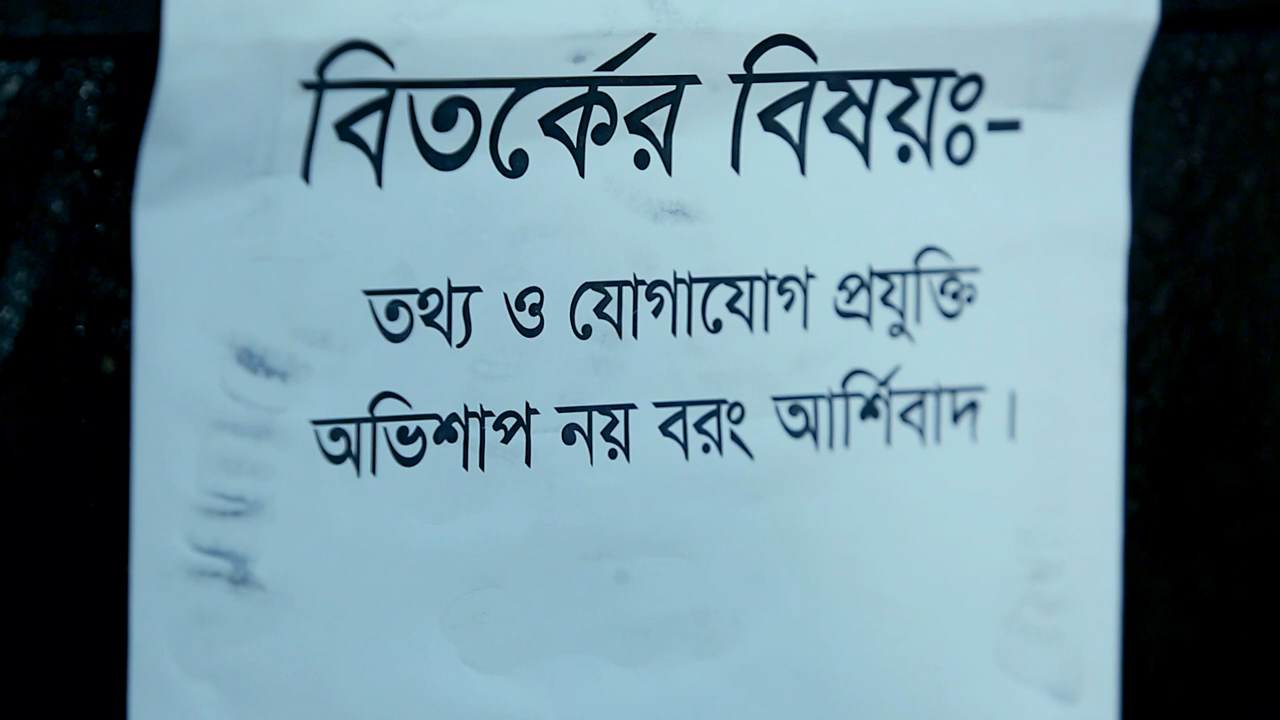 বিতর্কের বিষয়ঃ-
তথ্য ও যোগাযোগ প্রযুক্তি
অভিশাপ নয় বরং আর্শিবাদ ।